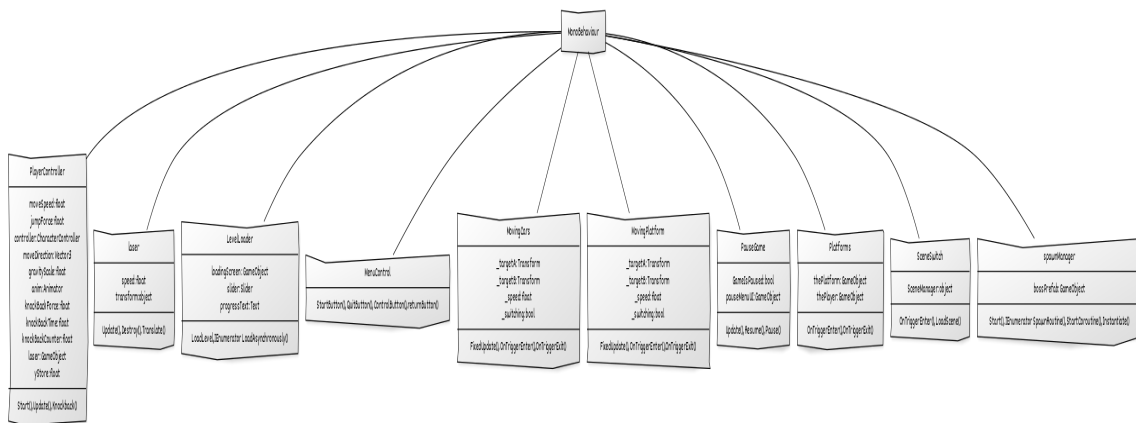 MonoBehaviour
PlayerController
moveSpeed:float
jumpForce:float
controller:CharacterController
moveDirection:Vector3
gravityScale:float
anim:Animator
knockBackForce:float
knockBackTime:float
knockbackCounter:float
laser:GameObject
yStore:float
Start(),Update(),Knockback()
laser
speed:float
transform:object
Update(),Destroy(),Translate()
LevelLoader
loadingScreen: GameObject
slider: Slider
progressText: Text
LoadLevel,IEnumerator LoadAsynchronously()
MenuControl
StartButton(), QuitButton(), ControlButton(),returnButton()
MovingCars
_targetA:Transform
_targetB:Transform
_speed:float
_switching:bool
FixedUpdate(),OnTriggerEnter(),OnTriggerExit()
MovingPlatform
_targetA:Transform
_targetB:Transform
_speed:float
_switching:bool
FixedUpdate(),OnTriggerEnter(),OnTriggerExit()
PauseGame
GameIsPaused:bool
pauseMenuUI:GameObject
Update(),Resume(),Pause()
Platforms
thePlatform:GameObject
thePlayer:GameObject
OnTriggerEnter(),OnTriggerExit()
SceneSwitch
SceneManager:object
OnTriggerEnter(), LoadScene()
spawnManager
bossPrefab:GameObject
Start(),IEnumerator SpawnRoutine(),StartCoroutine(),Instantiate()